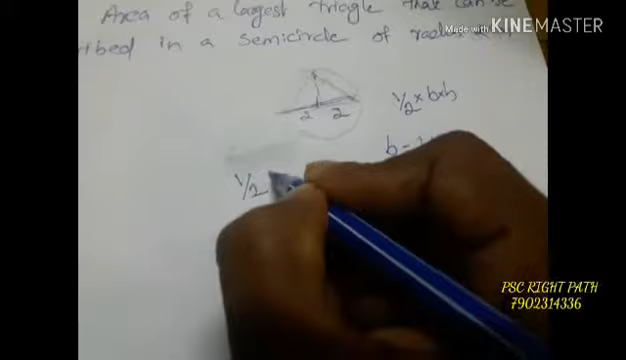 Made with KINEMASTER
Area of a largest triagle that can be
ribed in a semicircle of radius
1/2 × b×h
2 2
b =
1/2
PSC RIGHT PATH
7902314336